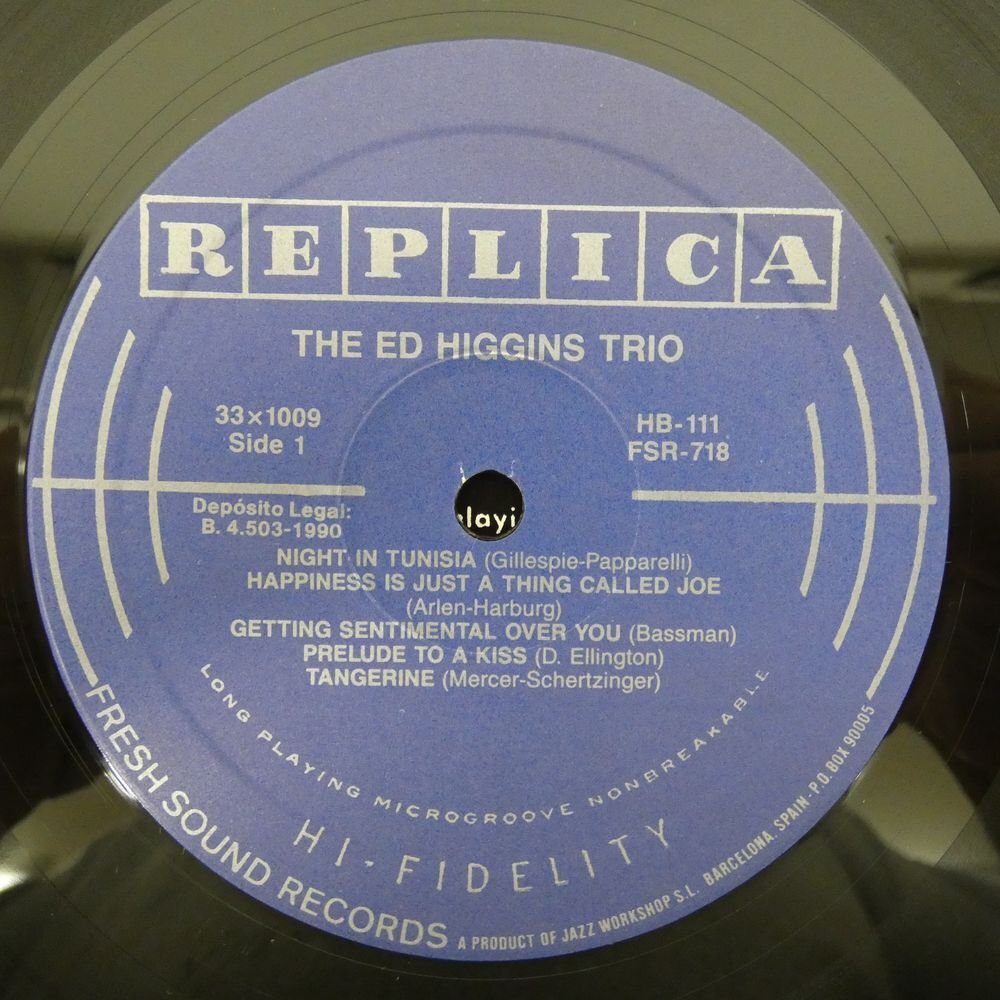 REPLICA
THE ED HIGGINS TRIO
33×1009
Side 1
HB-111
FSR-718
Depósito Legal:
B. 4.503-1990
layi
NIGHT IN TUNISIA (Gillespie-Papparelli)
HAPPINESS IS JUST A THING CALLED JOE
(Arlen-Harburg)
GETTING SENTIMENTAL OVER YOU (Bassman)
PRELUDE TO A KISS (D. Ellington)
TANGERINE (Mercer-Schertzinger)
LONG PLAYING MICROGROOVE NONBREAKABLE
HI-FIDELITY
FRESH SOUND RECORDS A PRODUCT OF JAZZ WORKSHOP S.L. BARCELONA. SPAIN - P.O. BOX 90005